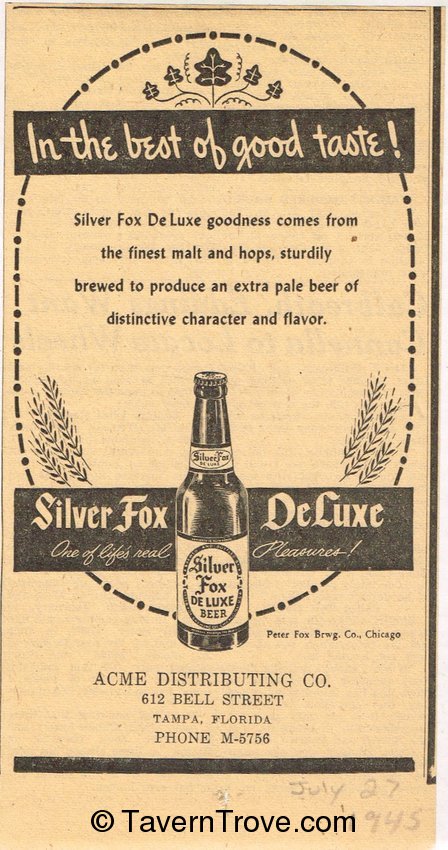 In the best of good taste!
Silver Fox DeLuxe goodness comes from
the finest malt and hops, sturdily
brewed to produce an extra pale beer of
distinctive character and flavor.
Silver Fox
DE LUXE
Silver Fox DeLuxe
One of life's real Pleasures!
Silver
Fox
DE LUXE
BEER
Peter Fox Brwg. Co., Chicago
ACME DISTRIBUTING CO.
612 BELL STREET
TAMPA, FLORIDA
PHONE M-5756
July 27
1945
© TavernTrove.com